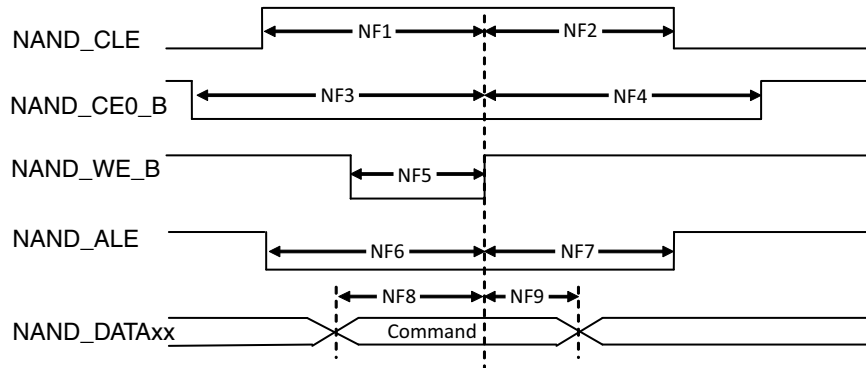 NAND_CLE NF1 NF2
NAND_CE0_B NF3 NF4
NAND_WE_B NF5
NAND_ALE NF6 NF7
NF8 NF9
NAND_DATAxx Command